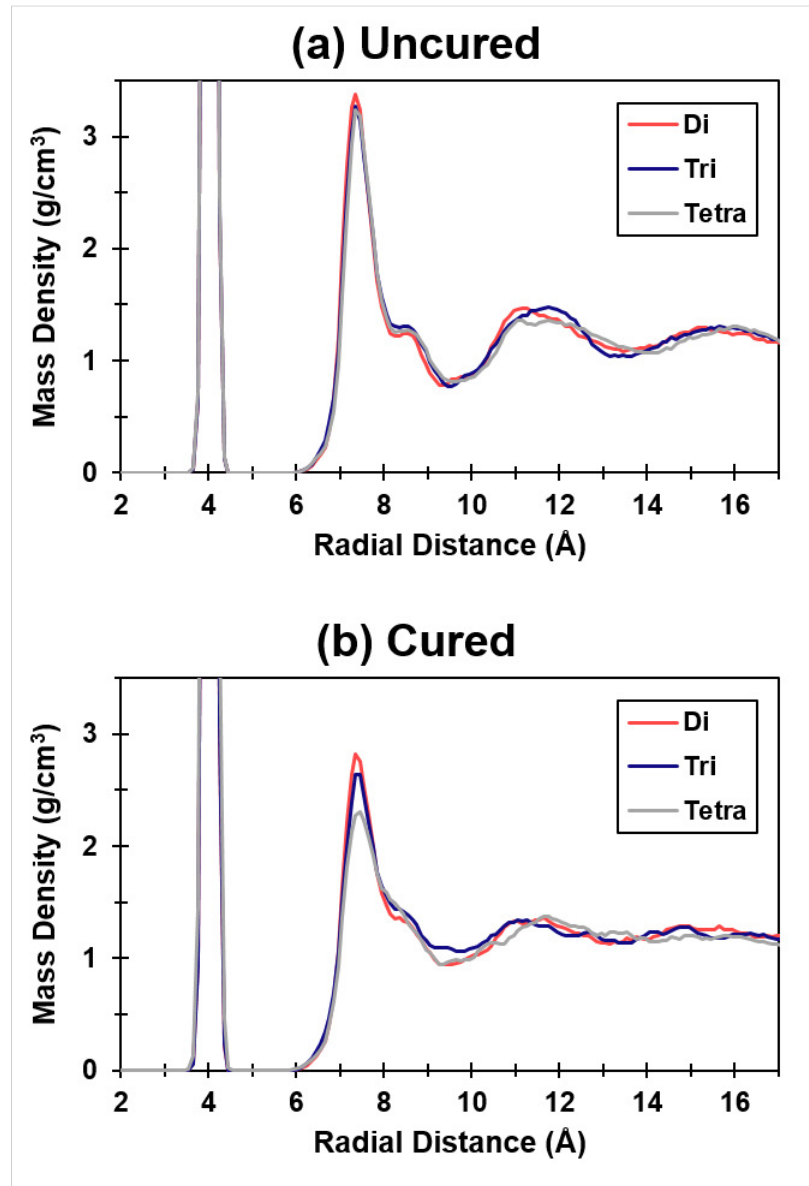 (a) Uncured
Mass Density (g/cm³)
3
2
1
0
Di
Tri
Tetra
2 4 6 8 10 12 14 16
Radial Distance (Å)
(b) Cured
Mass Density (g/cm³)
3
2
1
0
Di
Tri
Tetra
2 4 6 8 10 12 14 16
Radial Distance (Å)